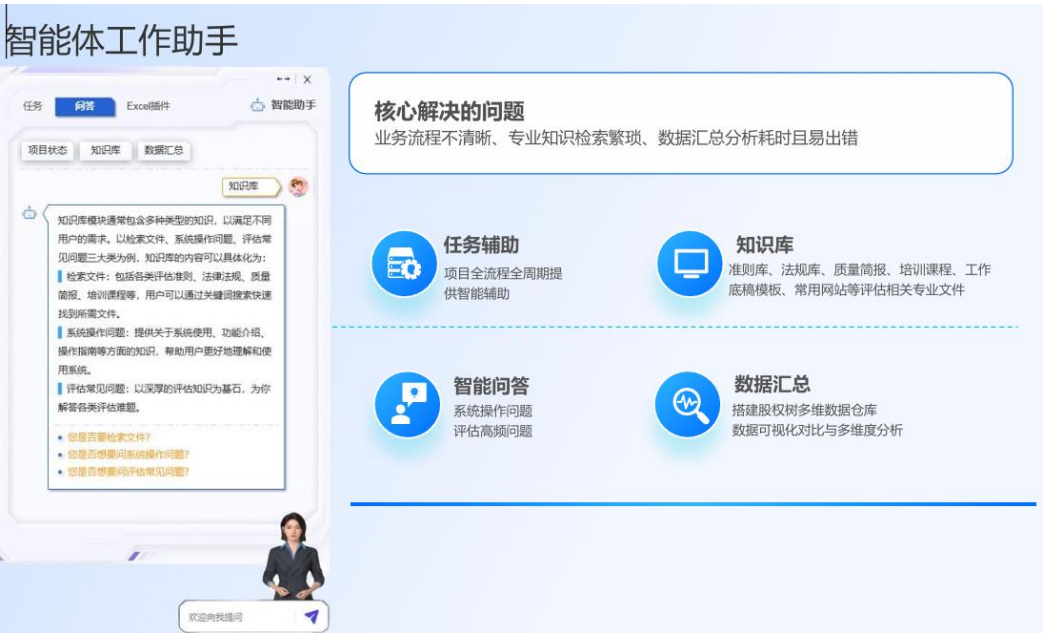 智能体工作助手
任务
问答
Excel插件
智能助手
项目状态
知识库
数据汇总
知识库
知识库模块通常包含多种类型的知识，以满足不同
用户的需求。以检索文件、系统操作问题、评估常
见问题三大类为例，知识库的内容可以具体化为：
检索文件：包括各类评估准则、法律法规、质量
简报、培训课程等，用户可以通过关键词搜索快速
找到所需文件。
系统操作问题：提供关于系统使用、功能介绍、
操作指南等方面的知识，帮助用户更好地理解和使
用系统。
评估常见问题：以深厚的评估知识为基石，为你
解答各类评估难题。
您是否要检索文件？
您是否想要问系统操作问题？
您是否想要问评估常见问题？
欢迎向我提问
核心解决的问题
业务流程不清晰、专业知识检索繁琐、数据汇总分析耗时且易出错
任务辅助
项目全流程全周期提
供智能辅助
知识库
准则库、法规库、质量简报、培训课程、工作
底稿模板、常用网站等评估相关专业文件
智能问答
系统操作问题
评估高频问题
数据汇总
搭建股权树多维数据仓库
数据可视化对比与多维度分析